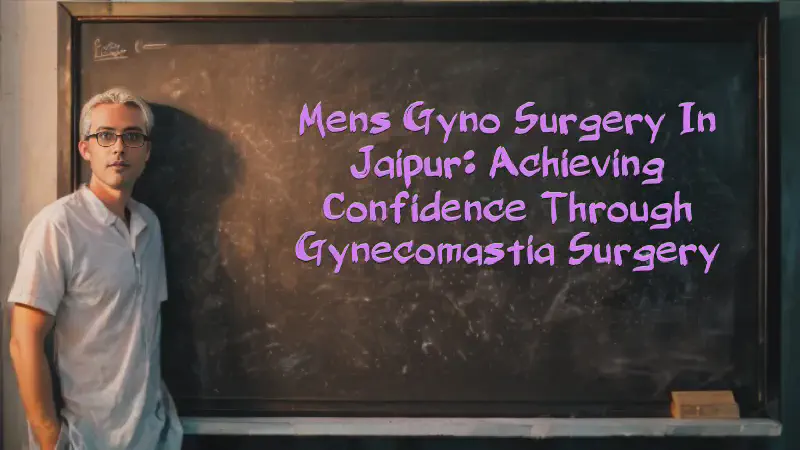 Mens Gyno Surgery In
Jaipur: Achieving
Confidence Through
Gynecomastia Surgery